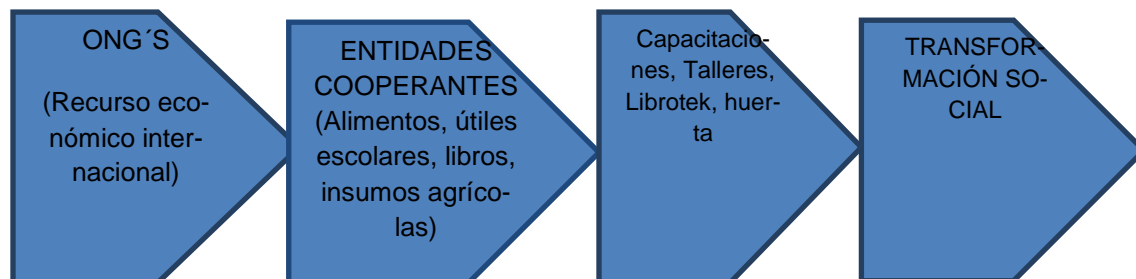 ONG´S
(Recurso eco-
nómico inter-
nacional)
ENTIDADES
COOPERANTES
(Alimentos, útiles
escolares, libros,
insumos agríco-
las)
Capacitacio-
nes, Talleres,
Librotek, huer-
ta
TRANSFOR-
MACIÓN SO-
CIAL